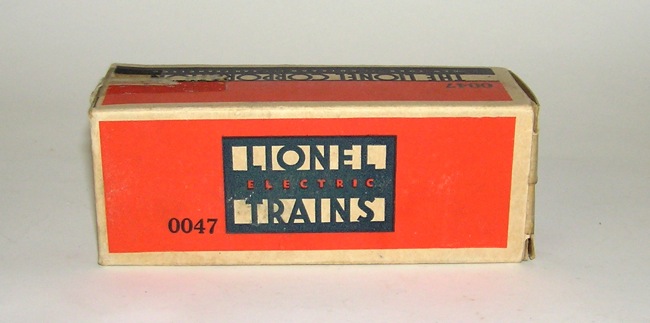 THE LIONEL CORPORATION
0047
LIONEL
ELECTRIC
TRAINS
0047